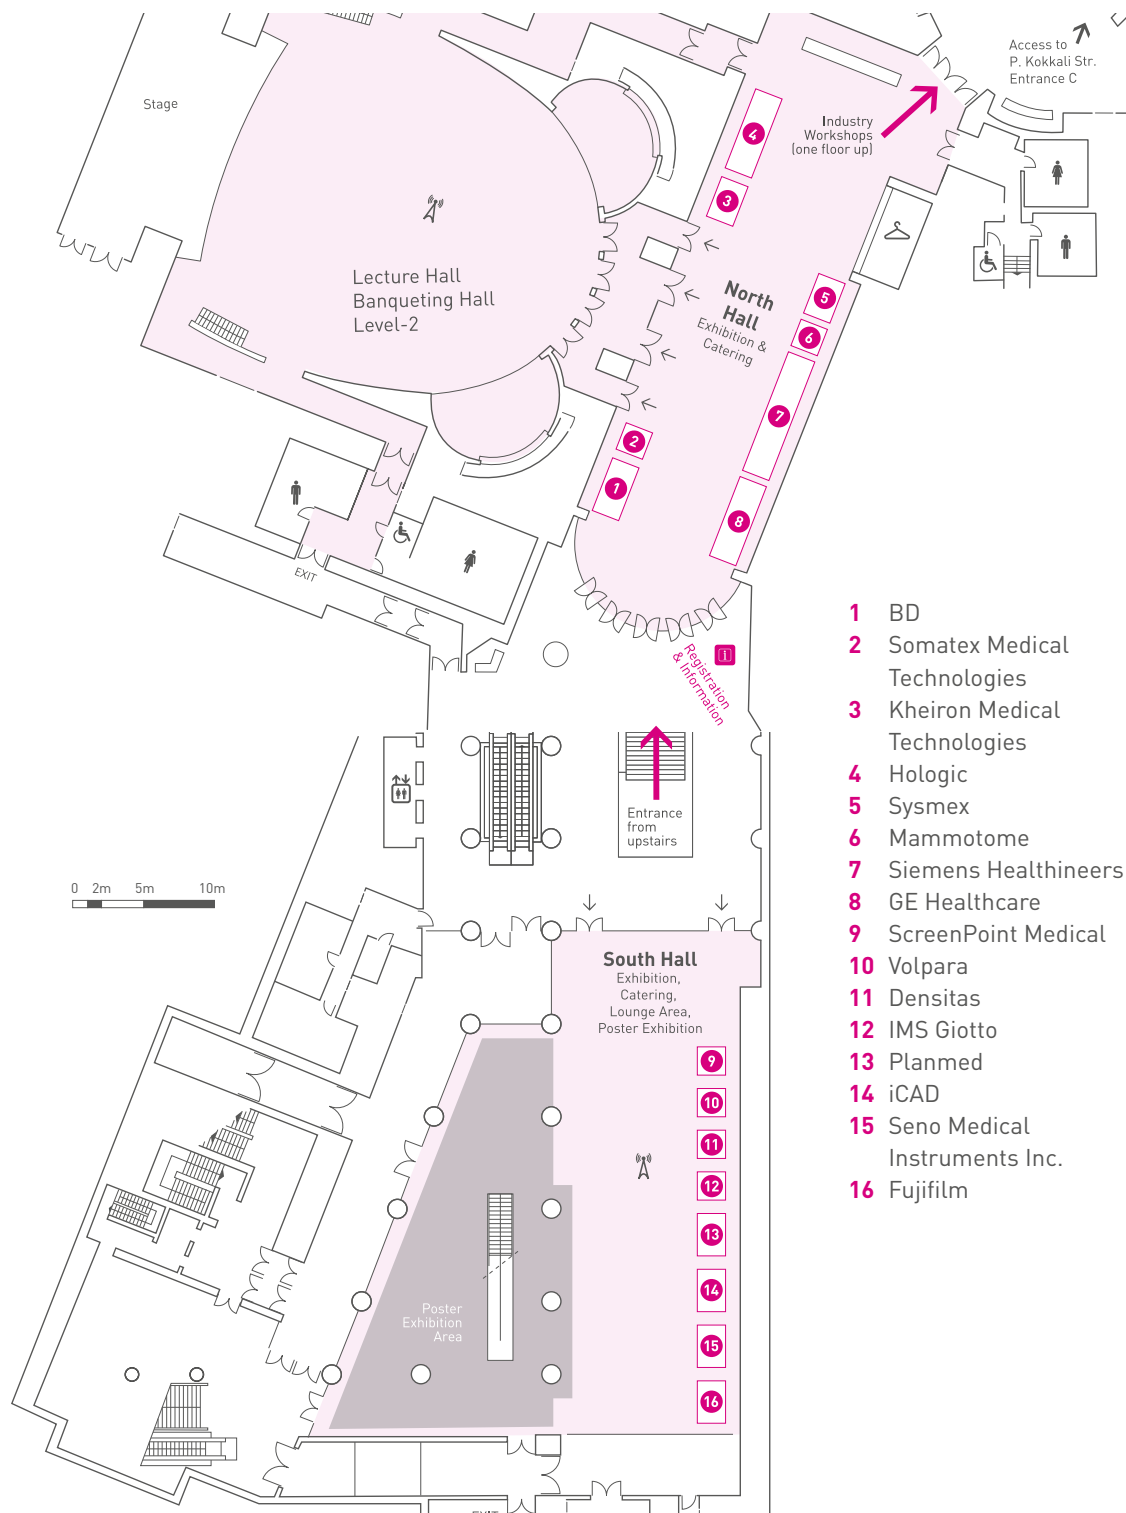 Access to
P. Kokkali Str.
Entrance C
Stage
Industry
Workshops
(one floor up)
4
3
Lecture Hall
Banqueting Hall
Level-2
North
Hall
Exhibition &
Catering
5
6
7
2
1
8
EXIT
Registration
& Information
i
Entrance
from
upstairs
0 2m 5m 10m
1 BD
2 Somatex Medical
Technologies
3 Kheiron Medical
Technologies
4 Hologic
5 Sysmex
6 Mammotome
7 Siemens Healthineers
8 GE Healthcare
9 ScreenPoint Medical
10 Volpara
11 Densitas
12 IMS Giotto
13 Planmed
14 iCAD
15 Seno Medical
Instruments Inc.
16 Fujifilm
South Hall
Exhibition,
Catering,
Lounge Area,
Poster Exhibition
9
10
11
12
13
14
15
16
Poster
Exhibition
Area
EXIT